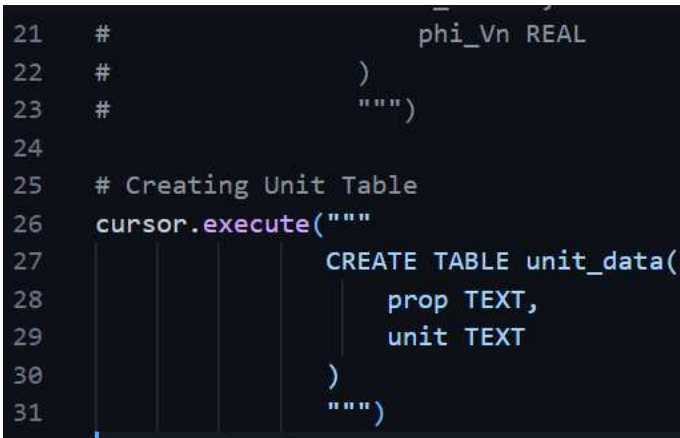 21 # phi_Vn REAL
22 # )
23 # """)
24
25 # Creating Unit Table
26 cursor.execute("""
27 CREATE TABLE unit_data(
28 prop TEXT,
29 unit TEXT
30 )
31 """)